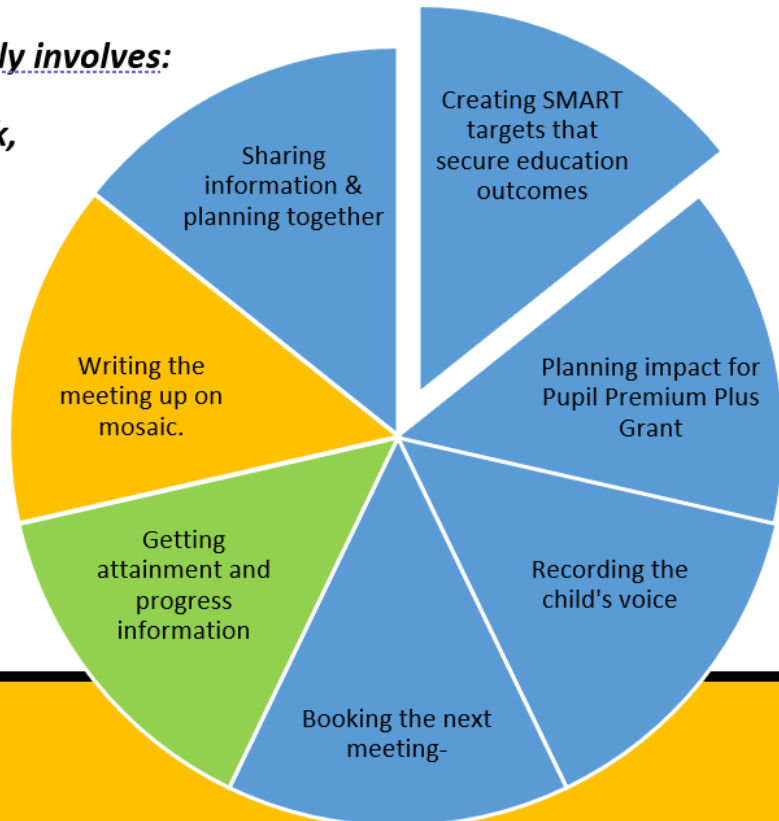 ly involves:
k,
Creating SMART
targets that
secure education
outcomes
Planning impact for
Pupil Premium Plus
Grant
Recording the
child's voice
Booking the next
meeting-
Getting
attainment and
progress
information
Writing the
meeting up on
mosaic.
Sharing
information &
planning together